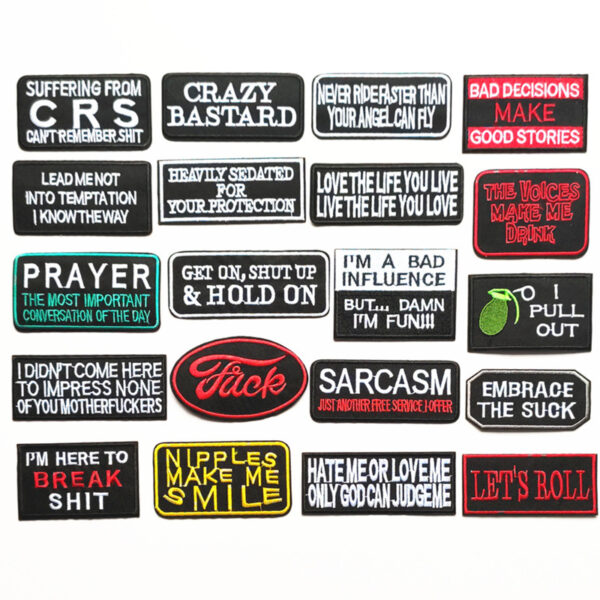 SUFFERING FROM
CRS
CAN'T REMEMBER SHIT
CRAZY
BASTARD
NEVER RIDE FASTER THAN
YOUR ANGEL CAN FLY
BAD DECISIONS
MAKE
GOOD STORIES
LEAD ME NOT
INTO TEMPTATION
I KNOW THE WAY
HEAVILY SEDATED
FOR
YOUR PROTECTION
LOVE THE LIFE YOU LIVE
LIVE THE LIFE YOU LOVE
THE VOICES
MAKE ME
DRINK
PRAYER
THE MOST IMPORTANT
CONVERSATION OF THE DAY
GET ON, SHUT UP
& HOLD ON
I'M A BAD
INFLUENCE
BUT... DAMN
I'M FUN!!!
I
PULL
OUT
I DIDN'T COME HERE
TO IMPRESS NONE
OF YOU MOTHERFUCKERS
Fuck
SARCASM
JUST ANOTHER FREE SERVICE I OFFER
EMBRACE
THE SUCK
I'M HERE TO
BREAK
SHIT
NIPPLES
MAKE ME
SMILE
HATE ME OR LOVE ME
ONLY GOD CAN JUDGE ME
LET'S ROLL